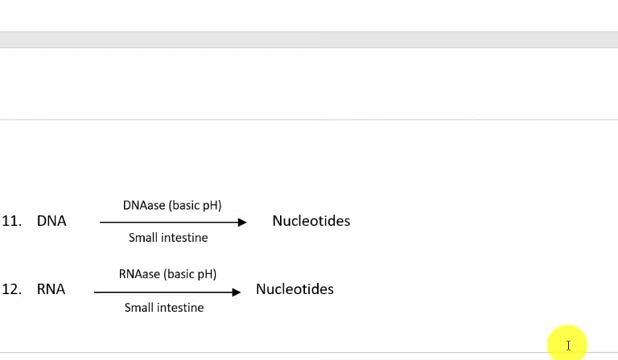 DNAase (basic pH)
11. DNA Nucleotides
Small intestine
RNAase (basic pH)
12. RNA Nucleotides
Small intestine